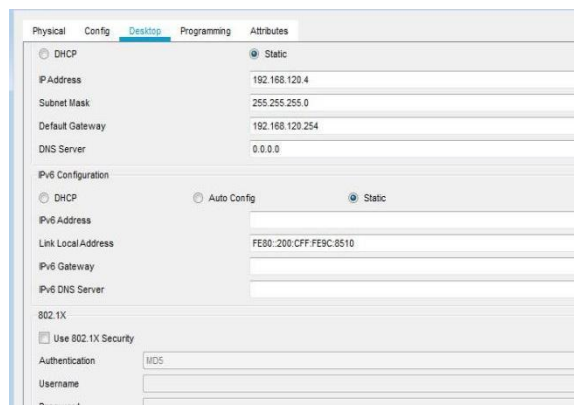 Physical Config Desktop Programming Attributes
DHCP Static
IP Address 192.168.120.4
Subnet Mask 255.255.255.0
Default Gateway 192.168.120.254
DNS Server 0.0.0.0
IPv6 Configuration
DHCP Auto Config Static
IPv6 Address
Link Local Address FE80::200:CFF:FE9C:8510
IPv6 Gateway
IPv6 DNS Server
802.1X
Use 802.1X Security
Authentication MD5
Username